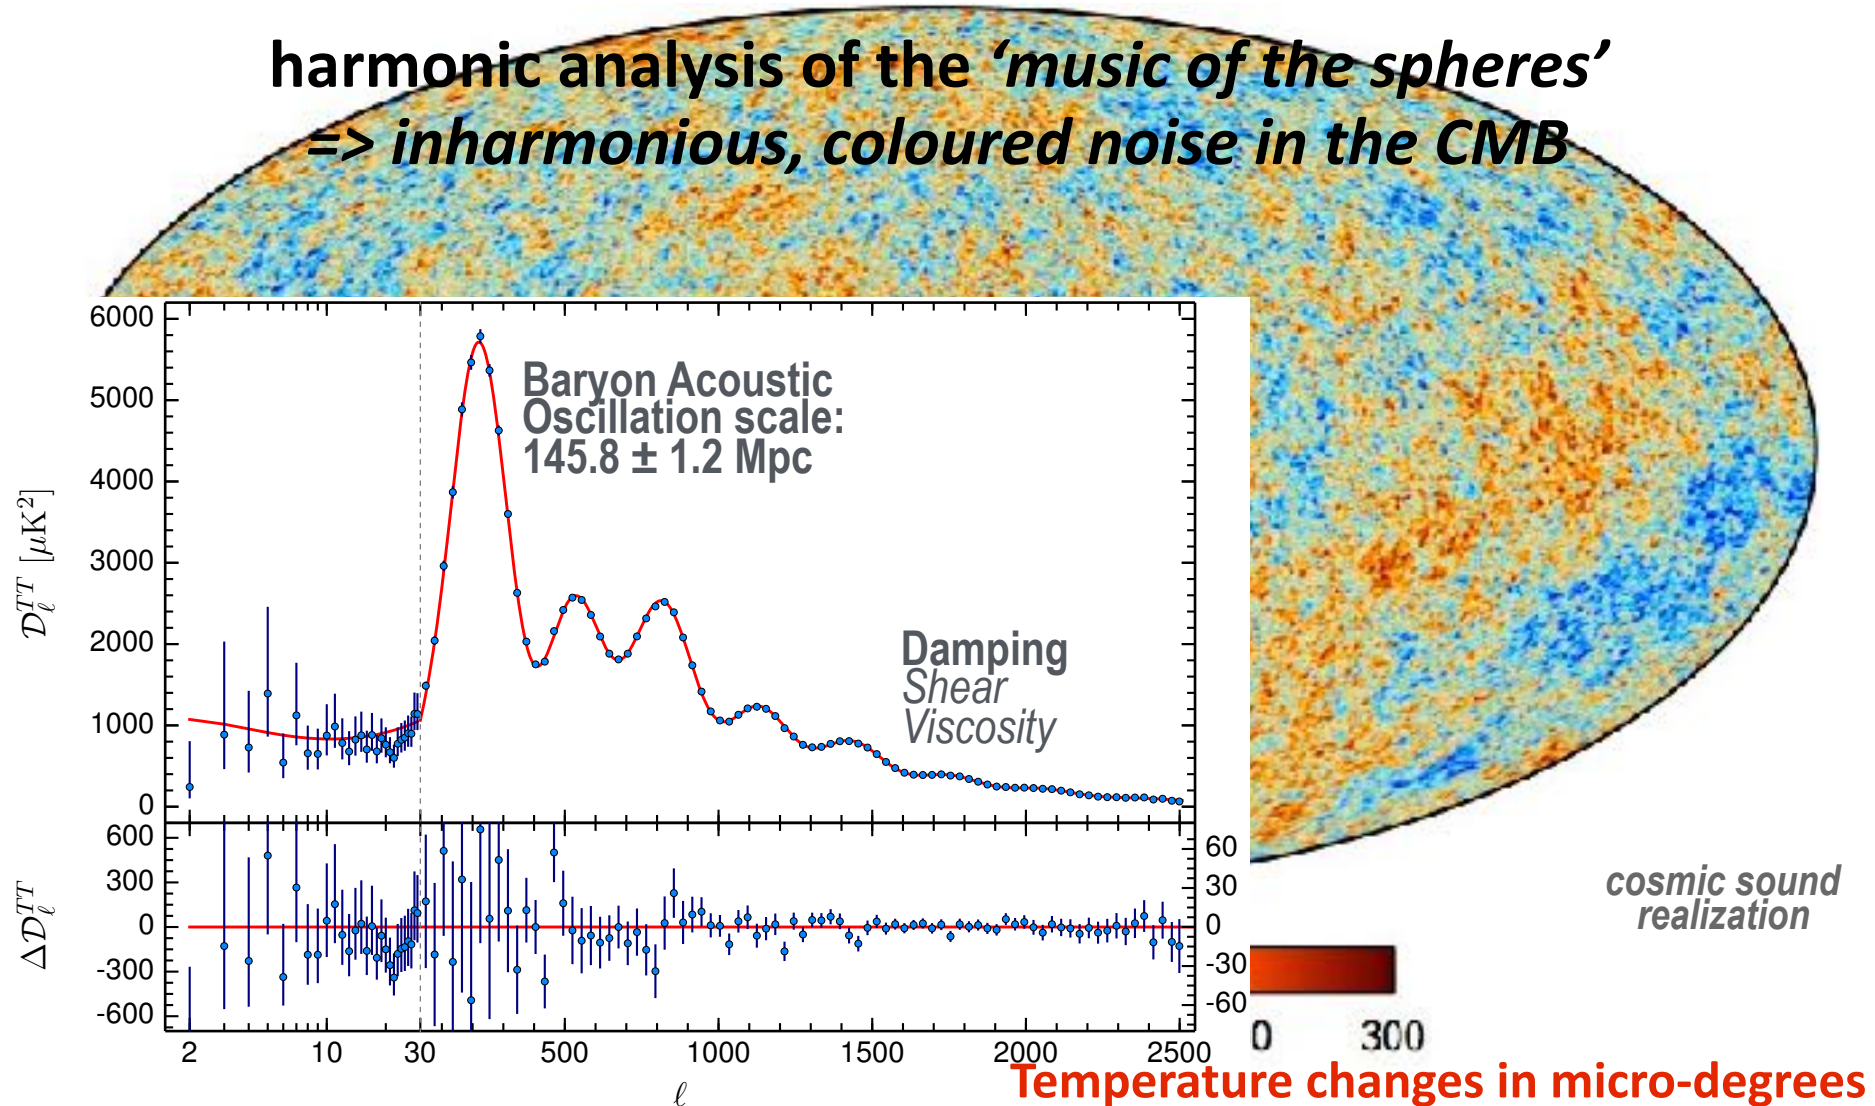 harmonic analysis of the ‘music of the spheres’
=> inharmonious, coloured noise in the CMB
6000
5000
4000
3000
2000
1000
0
𝒟ℓᵀᵀ [μK²]
Baryon Acoustic
Oscillation scale:
145.8 ± 1.2 Mpc
Damping
Shear
Viscosity
600
300
0
-300
-600
Δ𝒟ℓᵀᵀ
60
30
0
-30
-60
2 10 30 500 1000 1500 2000 2500
ℓ
cosmic sound
realization
0 300
Temperature changes in micro-degrees